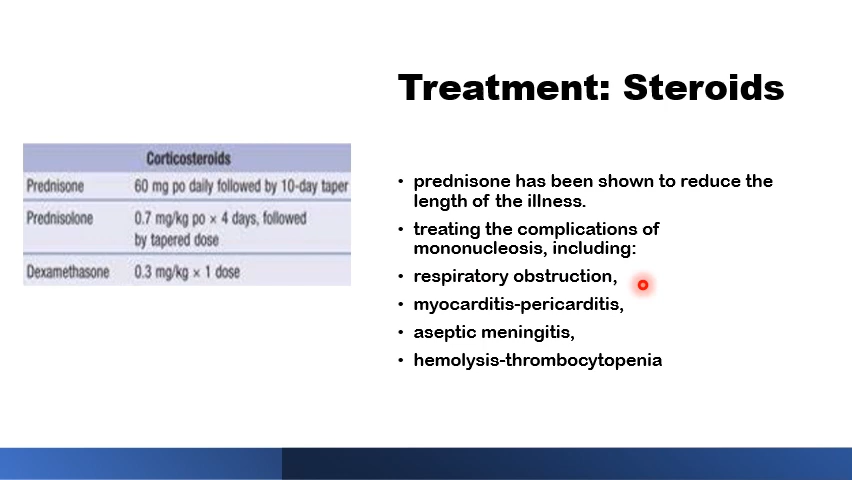 Treatment: Steroids
Corticosteroids
Prednisone 60 mg po daily followed by 10-day taper
Prednisolone 0.7 mg/kg po × 4 days, followed
by tapered dose
Dexamethasone 0.3 mg/kg × 1 dose
• prednisone has been shown to reduce the
length of the illness.
• treating the complications of
mononucleosis, including:
• respiratory obstruction,
• myocarditis-pericarditis,
• aseptic meningitis,
• hemolysis-thrombocytopenia